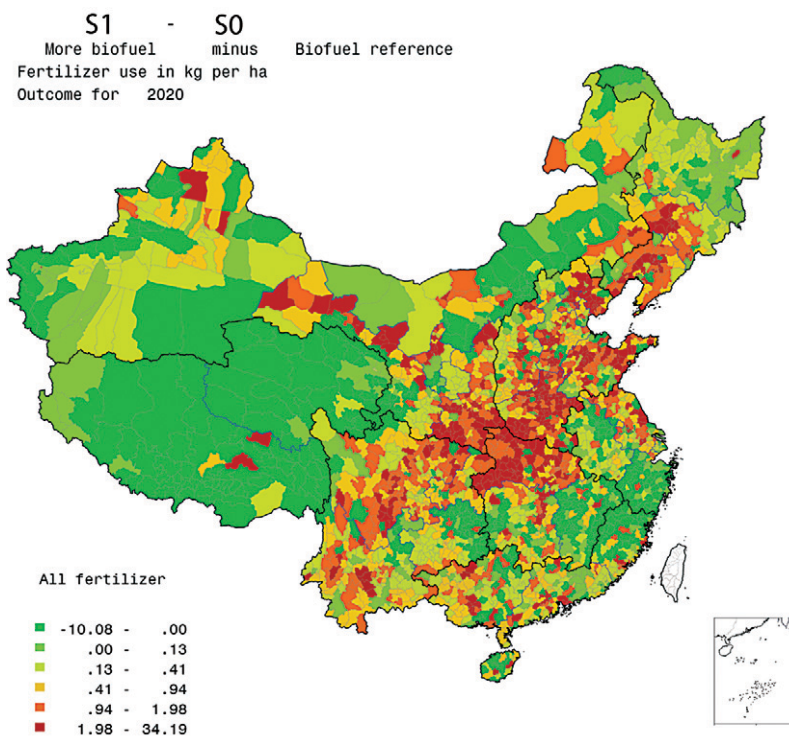 S1 - S0
More biofuel minus Biofuel reference
Fertilizer use in kg per ha
Outcome for 2020
All fertilizer
-10.08 - .00
.00 - .13
.13 - .41
.41 - .94
.94 - 1.98
1.98 - 34.19